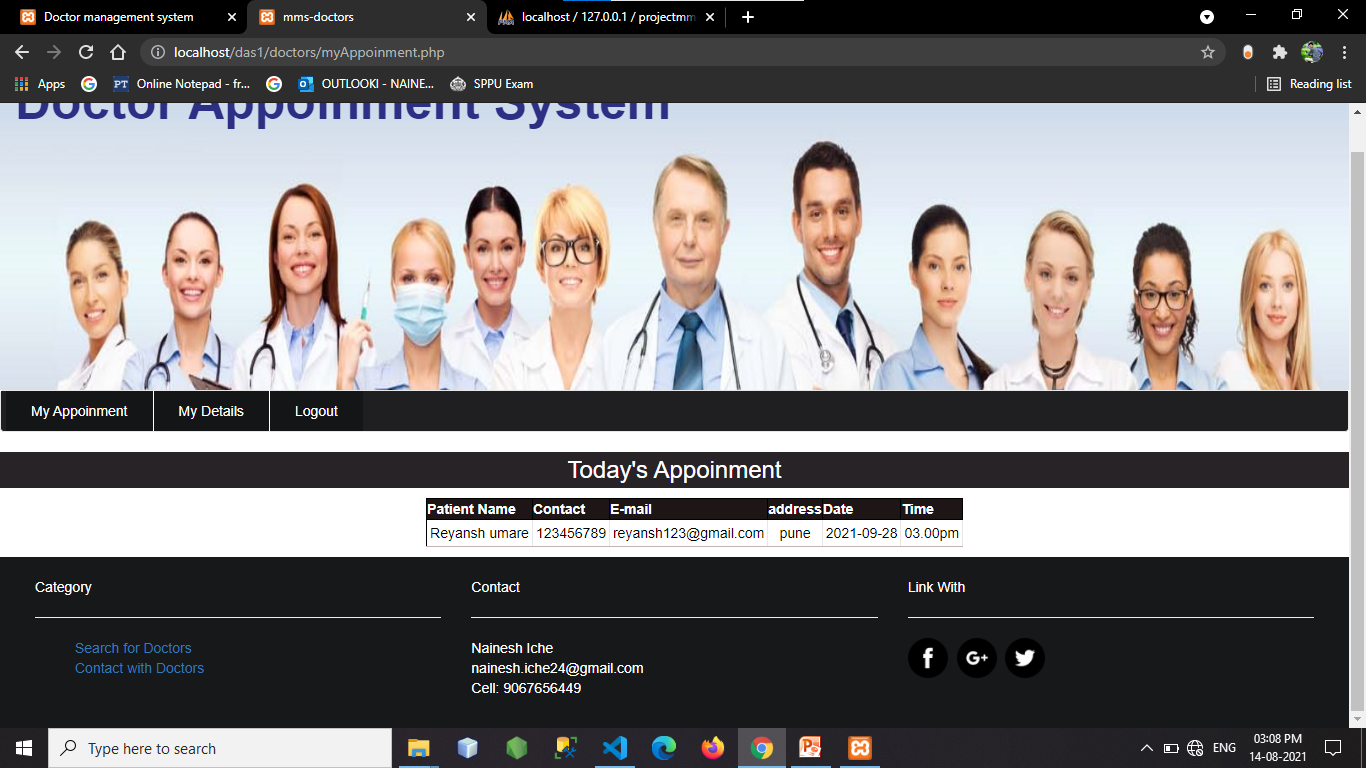 Doctor management system
mms-doctors
localhost / 127.0.0.1 / projectmm
localhost/das1/doctors/myAppoinment.php
Apps
PT
Online Notepad - fr...
OUTLOOKI - NAINE...
SPPU Exam
Reading list
Doctor Appoinment System
My Appoinment
My Details
Logout
Today's Appoinment
Patient Name Contact E-mail address Date Time
Reyansh umare 123456789 reyansh123@gmail.com pune 2021-09-28 03.00pm
Category
Search for Doctors
Contact with Doctors
Contact
Nainesh Iche
nainesh.iche24@gmail.com
Cell: 9067656449
Link With
Type here to search
ENG
03:08 PM
14-08-2021